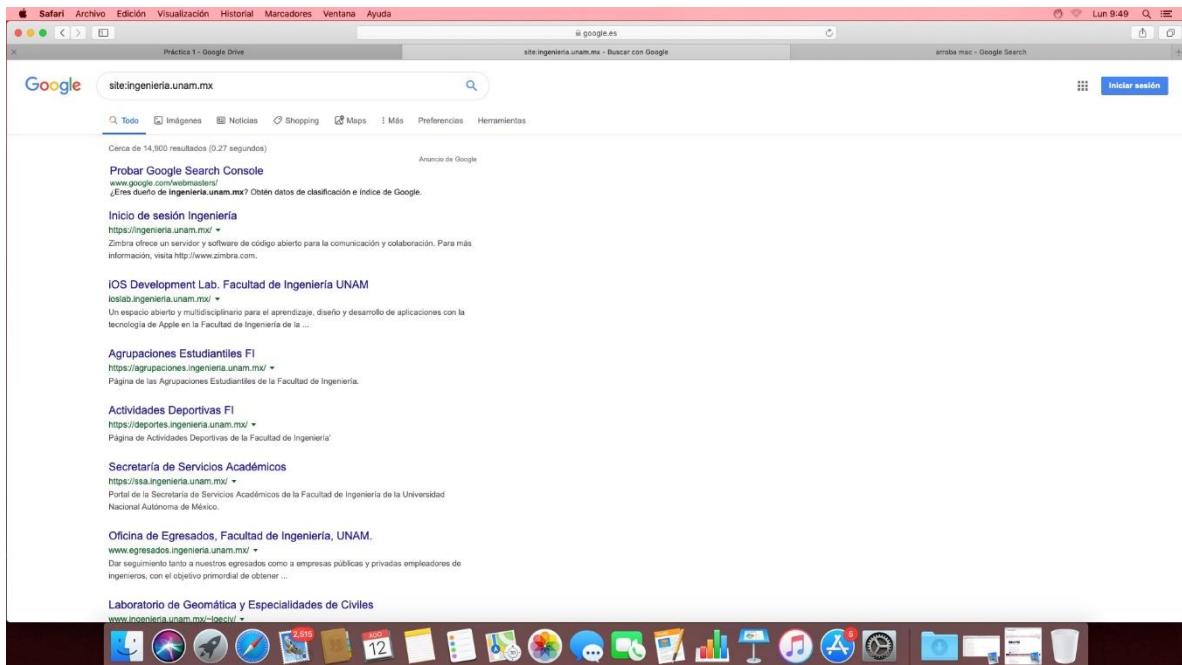 Safari Archivo Edición Visualización Historial Marcadores Ventana Ayuda
Lun 9:49
google.es
Práctica 1 - Google Drive
site:ingenieria.unam.mx - Buscar con Google
arroba mac - Google Search
Google
site:ingenieria.unam.mx
Iniciar sesión
Todo Imágenes Noticias Shopping Maps Más Preferencias Herramientas
Cerca de 14,900 resultados (0.27 segundos)
Anuncio de Google
Probar Google Search Console
www.google.com/webmasters/
¿Eres dueño de ingenieria.unam.mx? Obtén datos de clasificación e índice de Google.
Inicio de sesión Ingeniería
https://ingenieria.unam.mx/
Zimbra ofrece un servidor y software de código abierto para la comunicación y colaboración. Para más
información, visita http://www.zimbra.com.
iOS Development Lab. Facultad de Ingeniería UNAM
ioslab.ingenieria.unam.mx/
Un espacio abierto y multidisciplinario para el aprendizaje, diseño y desarrollo de aplicaciones con la
tecnología de Apple en la Facultad de Ingeniería de la ...
Agrupaciones Estudiantiles FI
https://agrupaciones.ingenieria.unam.mx/
Página de las Agrupaciones Estudiantiles de la Facultad de Ingeniería.
Actividades Deportivas FI
https://deportes.ingenieria.unam.mx/
Página de Actividades Deportivas de la Facultad de Ingeniería'
Secretaría de Servicios Académicos
https://ssa.ingenieria.unam.mx/
Portal de la Secretaría de Servicios Académicos de la Facultad de Ingeniería de la Universidad
Nacional Autónoma de México.
Oficina de Egresados, Facultad de Ingeniería, UNAM.
www.egresados.ingenieria.unam.mx/
Dar seguimiento tanto a nuestros egresados como a empresas públicas y privadas empleadores de
ingenieros, con el objetivo primordial de obtener ...
Laboratorio de Geomática y Especialidades de Civiles
www.ingenieria.unam.mx/~lgeciv/
2,515
AGO
12
5